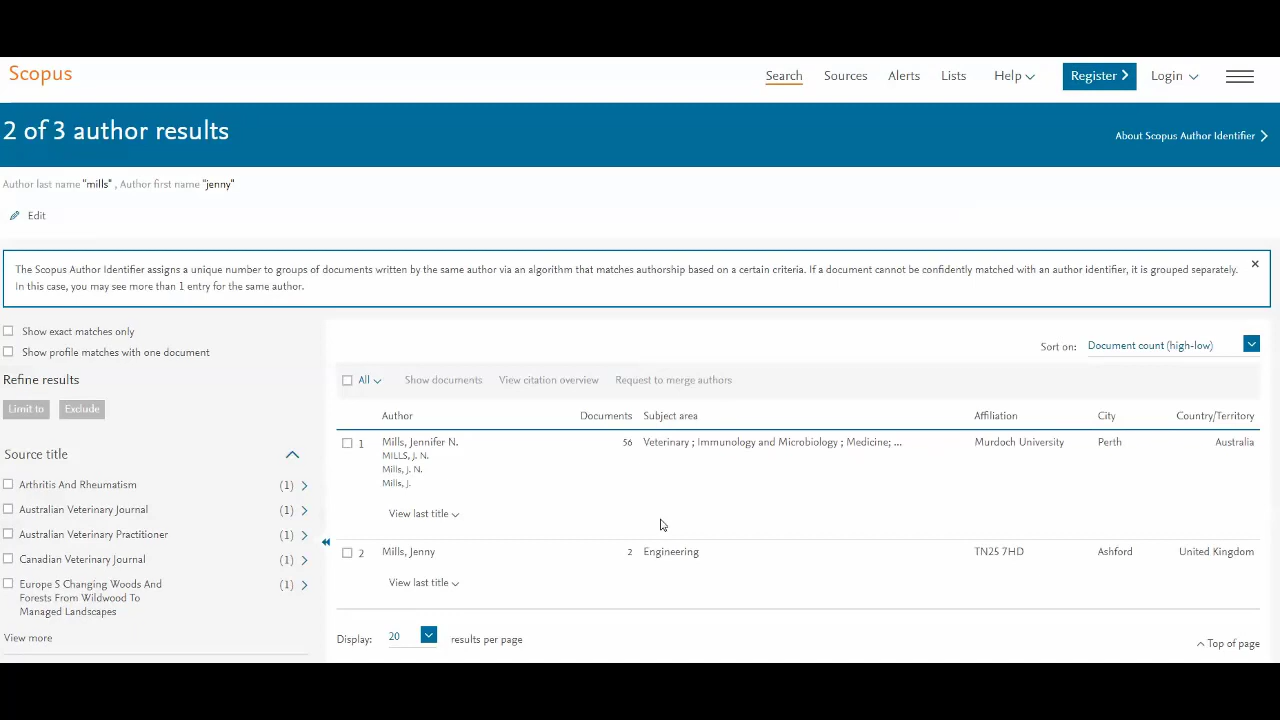 Scopus
Search Sources Alerts Lists Help Register Login
2 of 3 author results
About Scopus Author Identifier
Author last name "mills" , Author first name "jenny"
Edit
The Scopus Author Identifier assigns a unique number to groups of documents written by the same author via an algorithm that matches authorship based on a certain criteria. If a document cannot be confidently matched with an author identifier, it is grouped separately.
In this case, you may see more than 1 entry for the same author.
Show exact matches only
Show profile matches with one document
Refine results
Limit to Exclude
Source title
Arthritis And Rheumatism (1)
Australian Veterinary Journal (1)
Australian Veterinary Practitioner (1)
Canadian Veterinary Journal (1)
Europe S Changing Woods And (1)
Forests From Wildwood To
Managed Landscapes
View more
Sort on: Document count (high-low)
All Show documents View citation overview Request to merge authors
Author Documents Subject area Affiliation City Country/Territory
1 Mills, Jennifer N. 56 Veterinary ; Immunology and Microbiology ; Medicine; ... Murdoch University Perth Australia
MILLS, J. N.
Mills, J. N.
Mills, J.
View last title
2 Mills, Jenny 2 Engineering TN25 7HD Ashford United Kingdom
View last title
Display: 20 results per page
Top of page